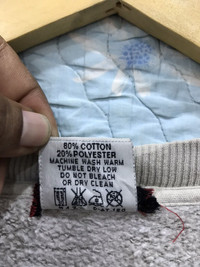 80% COTTON
20% POLYESTER
MACHINE WASH WARM
TUMBLE DRY LOW
DO NOT BLEACH
OR DRY CLEAN